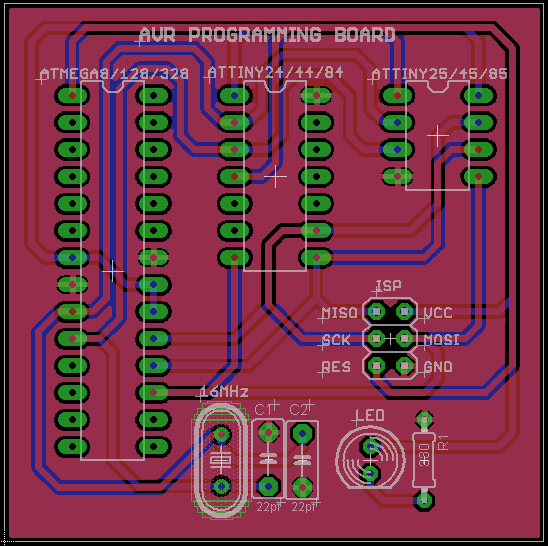 AVR PROGRAMMING BOARD
ATMEGA8/128/328
ATTINY24/44/84
ATTINY25/45/85
ISP
MISO VCC
SCK MOSI
RES GND
16MHz
C1 C2
LED
R1
380
22pf 22pf